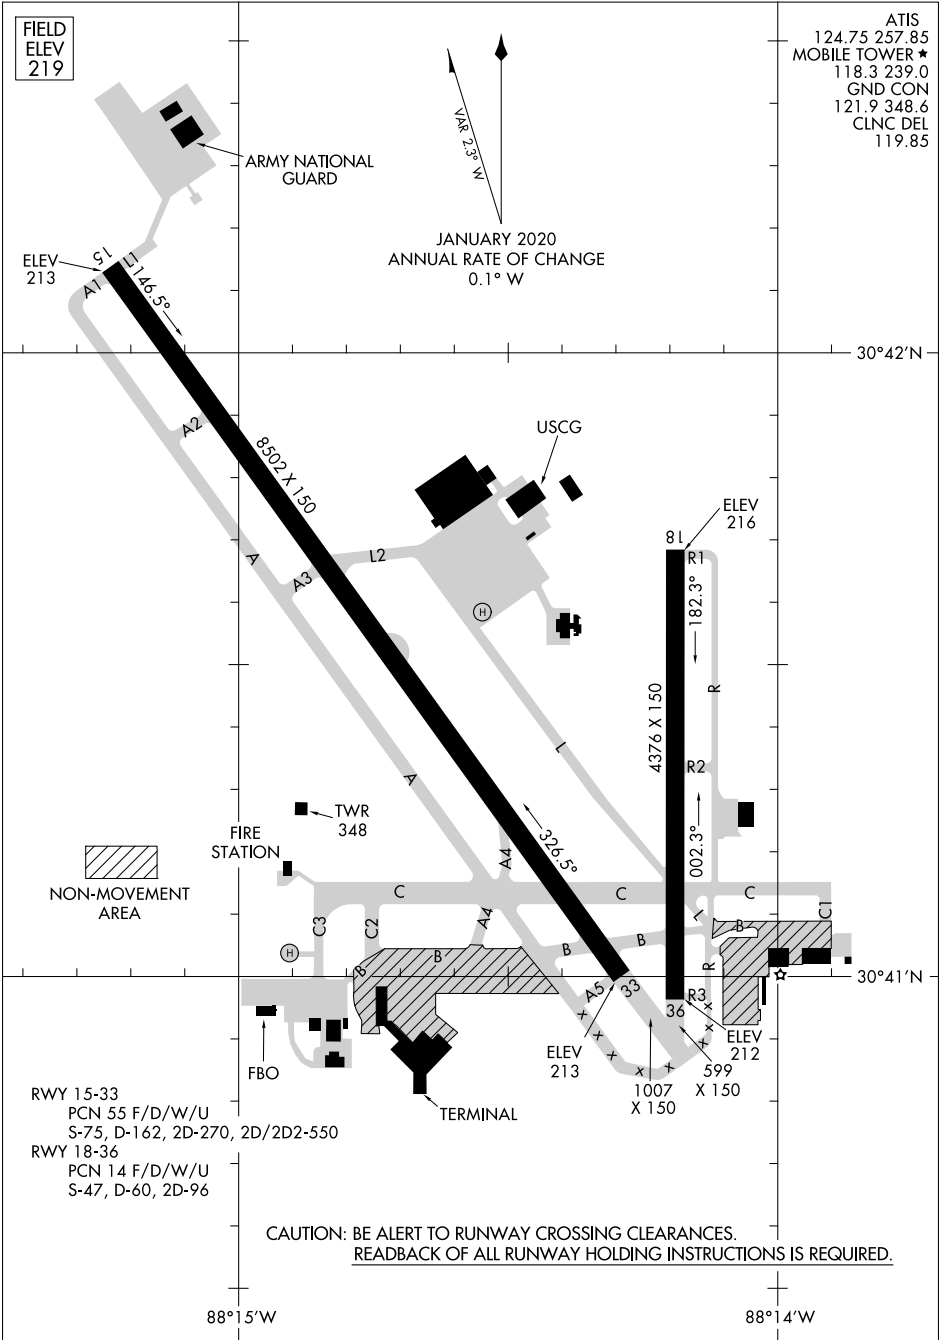 FIELD
ELEV
219
ATIS
124.75 257.85
MOBILE TOWER ★
118.3 239.0
GND CON
121.9 348.6
CLNC DEL
119.85
VAR 2.3° W
JANUARY 2020
ANNUAL RATE OF CHANGE
0.1° W
ARMY NATIONAL
GUARD
ELEV
213
15
L1
A1
146.5°
30°42'N
A2
8502 X 150
USCG
ELEV
216
18
R1
A
L2
A3
182.3°
H
R
4376 X 150
L
R2
A
TWR
348
FIRE
STATION
326.5°
002.3°
A4
NON-MOVEMENT
AREA
C
C
C
C3
C2
A4
L
C1
B
B
B
B
H
B
R
30°41'N
A5
33
R3
36
x x x x x x x x x
FBO
ELEV
213
ELEV
212
1007
X 150
599
X 150
TERMINAL
RWY 15-33
PCN 55 F/D/W/U
S-75, D-162, 2D-270, 2D/2D2-550
RWY 18-36
PCN 14 F/D/W/U
S-47, D-60, 2D-96
CAUTION: BE ALERT TO RUNWAY CROSSING CLEARANCES.
READBACK OF ALL RUNWAY HOLDING INSTRUCTIONS IS REQUIRED.
88°15'W
88°14'W